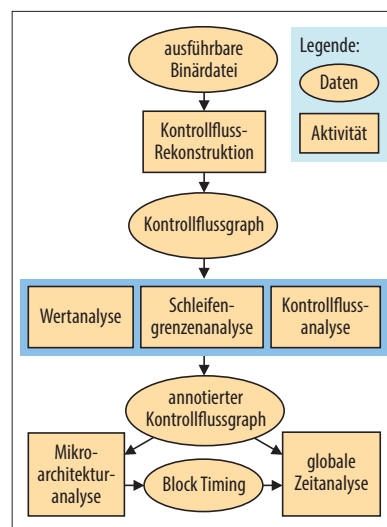 ausführbare
Binärdatei
Legende:
Daten
Aktivität
Kontrollfluss-
Rekonstruktion
Kontrollflussgraph
Wertanalyse
Schleifen-
grenzenanalyse
Kontrollfluss-
analyse
annotierter
Kontrollflussgraph
Mikro-
architektur-
analyse
Block Timing
globale
Zeitanalyse